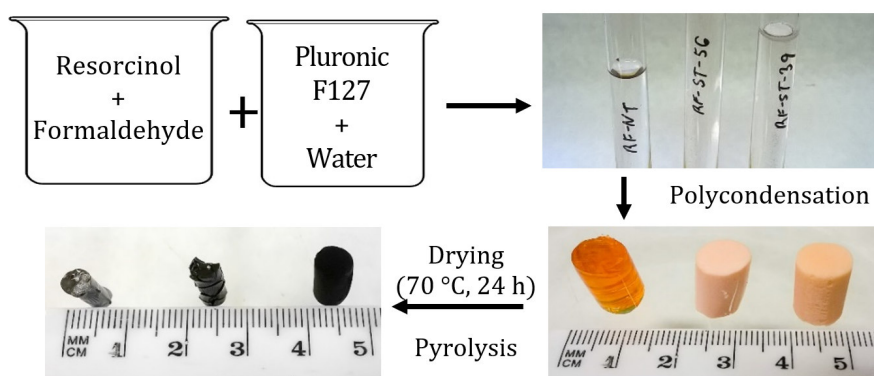 Resorcinol
+
Formaldehyde
+
Pluronic
F127
+
Water
RF-NT
RF-ST-56
RF-ST-39
Polycondensation
Drying
(70 °C, 24 h)
Pyrolysis
MM
CM 1 2 3 4 5
MM
CM 1 2 3 4 5